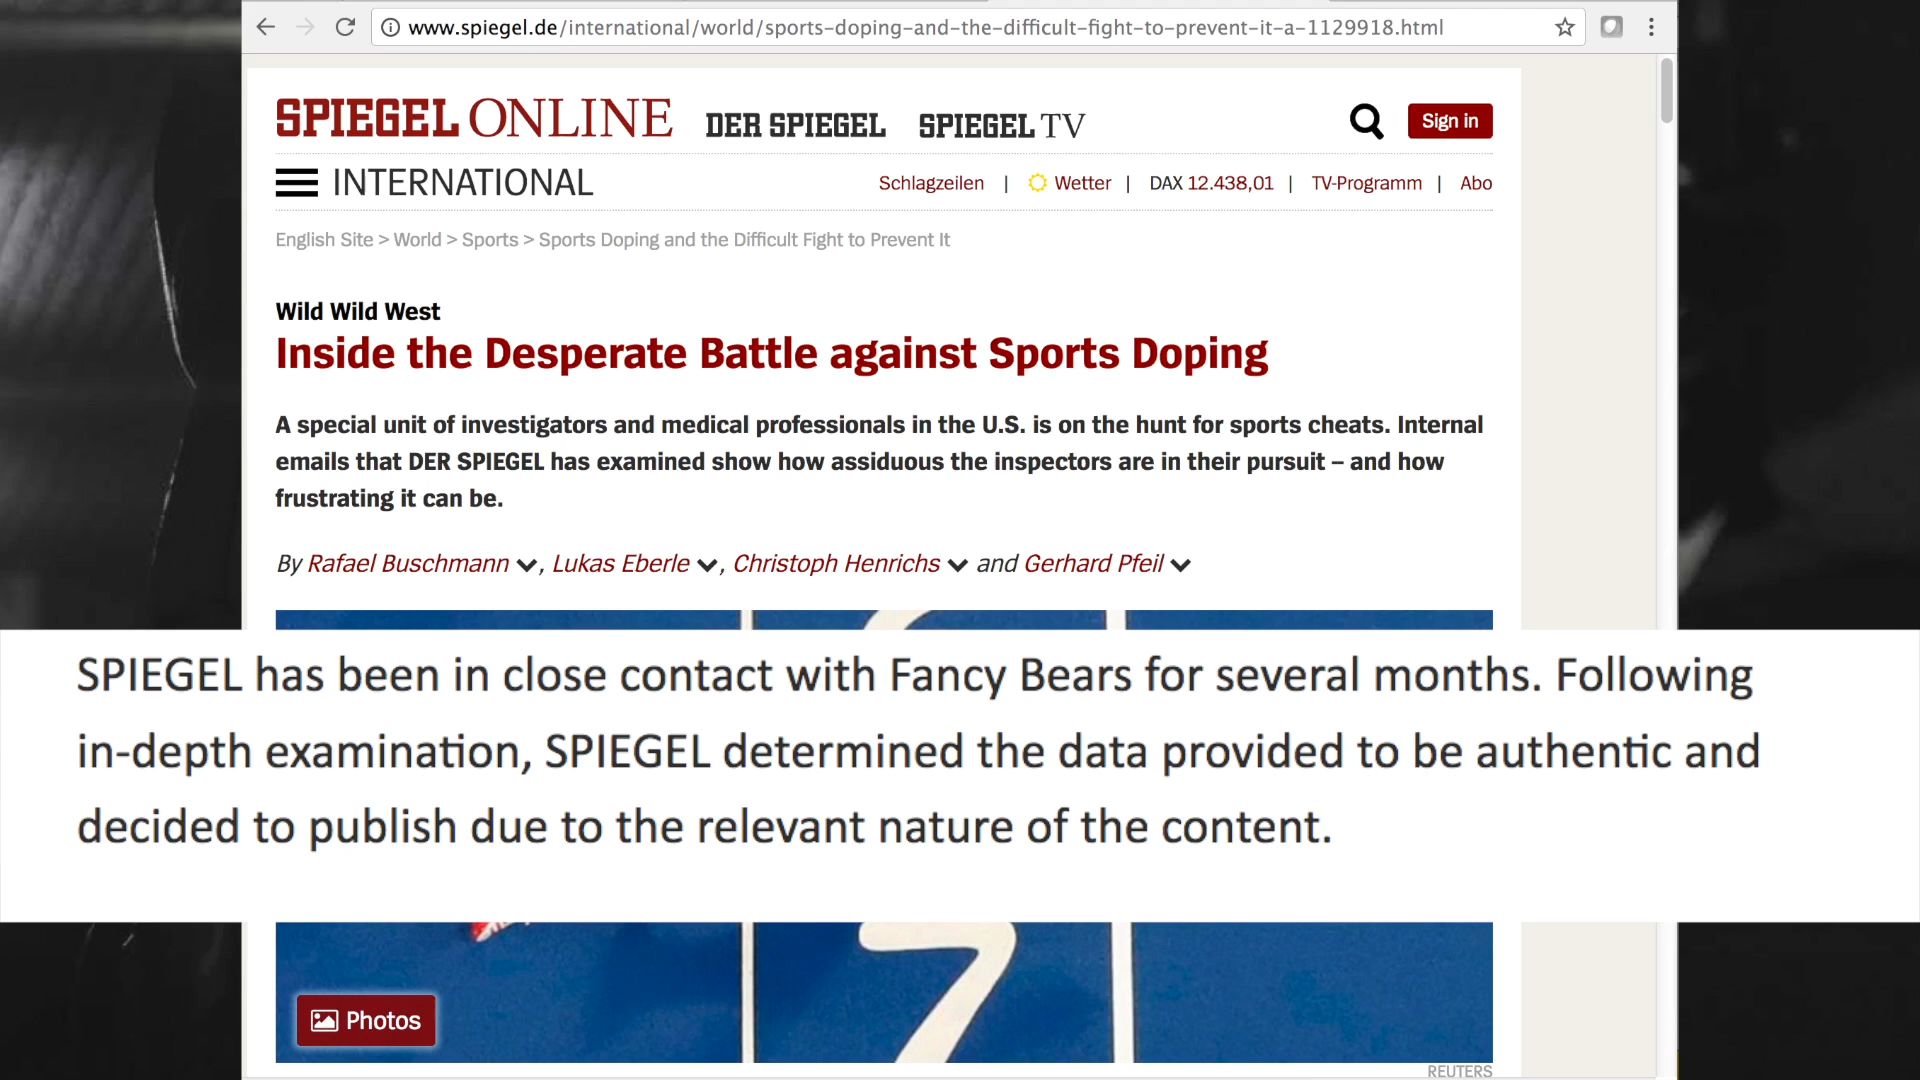 www.spiegel.de/international/world/sports-doping-and-the-difficult-fight-to-prevent-it-a-1129918.html
SPIEGEL ONLINE DER SPIEGEL SPIEGEL TV Sign in
INTERNATIONAL Schlagzeilen | Wetter | DAX 12.438,01 | TV-Programm | Abo
English Site > World > Sports > Sports Doping and the Difficult Fight to Prevent It
Wild Wild West
Inside the Desperate Battle against Sports Doping
A special unit of investigators and medical professionals in the U.S. is on the hunt for sports cheats. Internal
emails that DER SPIEGEL has examined show how assiduous the inspectors are in their pursuit – and how
frustrating it can be.
By Rafael Buschmann , Lukas Eberle , Christoph Henrichs and Gerhard Pfeil
SPIEGEL has been in close contact with Fancy Bears for several months. Following
in-depth examination, SPIEGEL determined the data provided to be authentic and
decided to publish due to the relevant nature of the content.
7
Photos
REUTERS